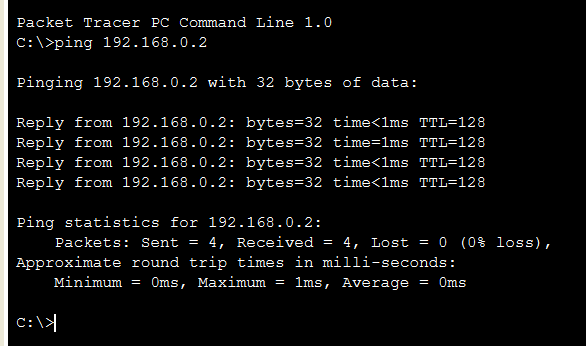 Packet Tracer PC Command Line 1.0
C:\>ping 192.168.0.2
Pinging 192.168.0.2 with 32 bytes of data:
Reply from 192.168.0.2: bytes=32 time<1ms TTL=128
Reply from 192.168.0.2: bytes=32 time=1ms TTL=128
Reply from 192.168.0.2: bytes=32 time<1ms TTL=128
Reply from 192.168.0.2: bytes=32 time<1ms TTL=128
Ping statistics for 192.168.0.2:
    Packets: Sent = 4, Received = 4, Lost = 0 (0% loss),
Approximate round trip times in milli-seconds:
    Minimum = 0ms, Maximum = 1ms, Average = 0ms
C:\>